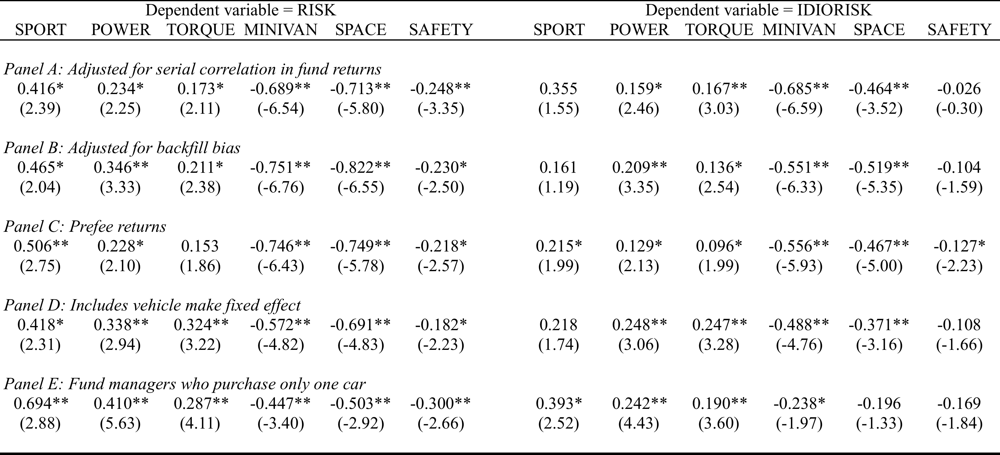 Dependent variable = RISK Dependent variable = IDIORISK
SPORT POWER TORQUE MINIVAN SPACE SAFETY SPORT POWER TORQUE MINIVAN SPACE SAFETY
Panel A: Adjusted for serial correlation in fund returns
0.416* 0.234* 0.173* -0.689** -0.713** -0.248** 0.355 0.159* 0.167** -0.685** -0.464** -0.026
(2.39) (2.25) (2.11) (-6.54) (-5.80) (-3.35) (1.55) (2.46) (3.03) (-6.59) (-3.52) (-0.30)
Panel B: Adjusted for backfill bias
0.465* 0.346** 0.211* -0.751** -0.822** -0.230* 0.161 0.209** 0.136* -0.551** -0.519** -0.104
(2.04) (3.33) (2.38) (-6.76) (-6.55) (-2.50) (1.19) (3.35) (2.54) (-6.33) (-5.35) (-1.59)
Panel C: Prefee returns
0.506** 0.228* 0.153 -0.746** -0.749** -0.218* 0.215* 0.129* 0.096* -0.556** -0.467** -0.127*
(2.75) (2.10) (1.86) (-6.43) (-5.78) (-2.57) (1.99) (2.13) (1.99) (-5.93) (-5.00) (-2.23)
Panel D: Includes vehicle make fixed effect
0.418* 0.338** 0.324** -0.572** -0.691** -0.182* 0.218 0.248** 0.247** -0.488** -0.371** -0.108
(2.31) (2.94) (3.22) (-4.82) (-4.83) (-2.23) (1.74) (3.06) (3.28) (-4.76) (-3.16) (-1.66)
Panel E: Fund managers who purchase only one car
0.694** 0.410** 0.287** -0.447** -0.503** -0.300** 0.393* 0.242** 0.190** -0.238* -0.196 -0.169
(2.88) (5.63) (4.11) (-3.40) (-2.92) (-2.66) (2.52) (4.43) (3.60) (-1.97) (-1.33) (-1.84)